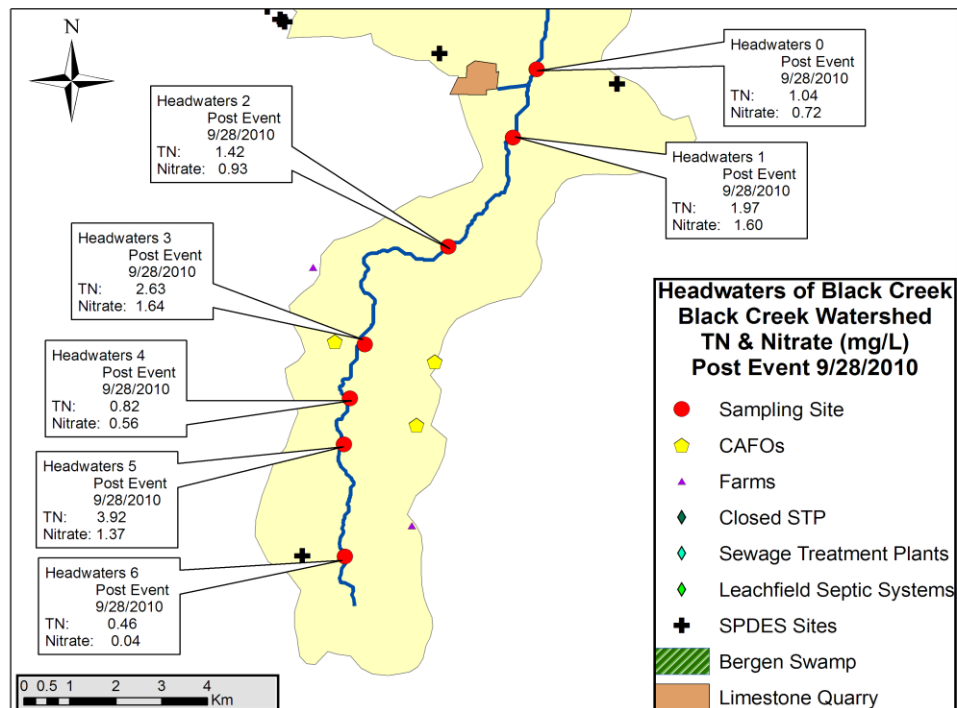 N
Headwaters 0
Post Event
9/28/2010
TN: 1.04
Nitrate: 0.72
Headwaters 2
Post Event
9/28/2010
TN: 1.42
Nitrate: 0.93
Headwaters 1
Post Event
9/28/2010
TN: 1.97
Nitrate: 1.60
Headwaters 3
Post Event
9/28/2010
TN: 2.63
Nitrate: 1.64
Headwaters 4
Post Event
9/28/2010
TN: 0.82
Nitrate: 0.56
Headwaters 5
Post Event
9/28/2010
TN: 3.92
Nitrate: 1.37
Headwaters 6
Post Event
9/28/2010
TN: 0.46
Nitrate: 0.04
Headwaters of Black Creek
Black Creek Watershed
TN & Nitrate (mg/L)
Post Event 9/28/2010
Sampling Site
CAFOs
Farms
Closed STP
Sewage Treatment Plants
Leachfield Septic Systems
SPDES Sites
Bergen Swamp
Limestone Quarry
0 0.5 1 2 3 4
Km